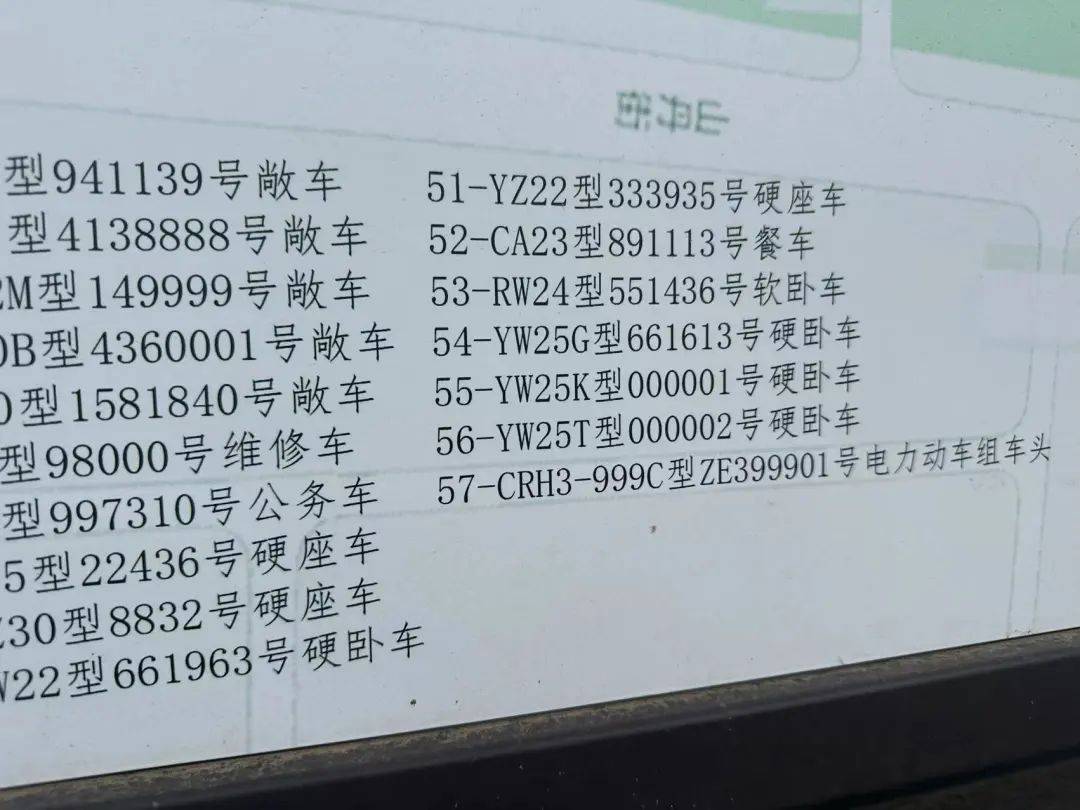 山丹街
型941139号敞车
型4138888号敞车
2M型149999号敞车
0B型4360001号敞车
0型1581840号敞车
型98000号维修车
型997310号公务车
5型22436号硬座车
Z30型8832号硬座车
W22型661963号硬卧车
51-YZ22型333935号硬座车
52-CA23型891113号餐车
53-RW24型551436号软卧车
54-YW25G型661613号硬卧车
55-YW25K型000001号硬卧车
56-YW25T型000002号硬卧车
57-CRH3-999C型ZE399901号电力动车组车头